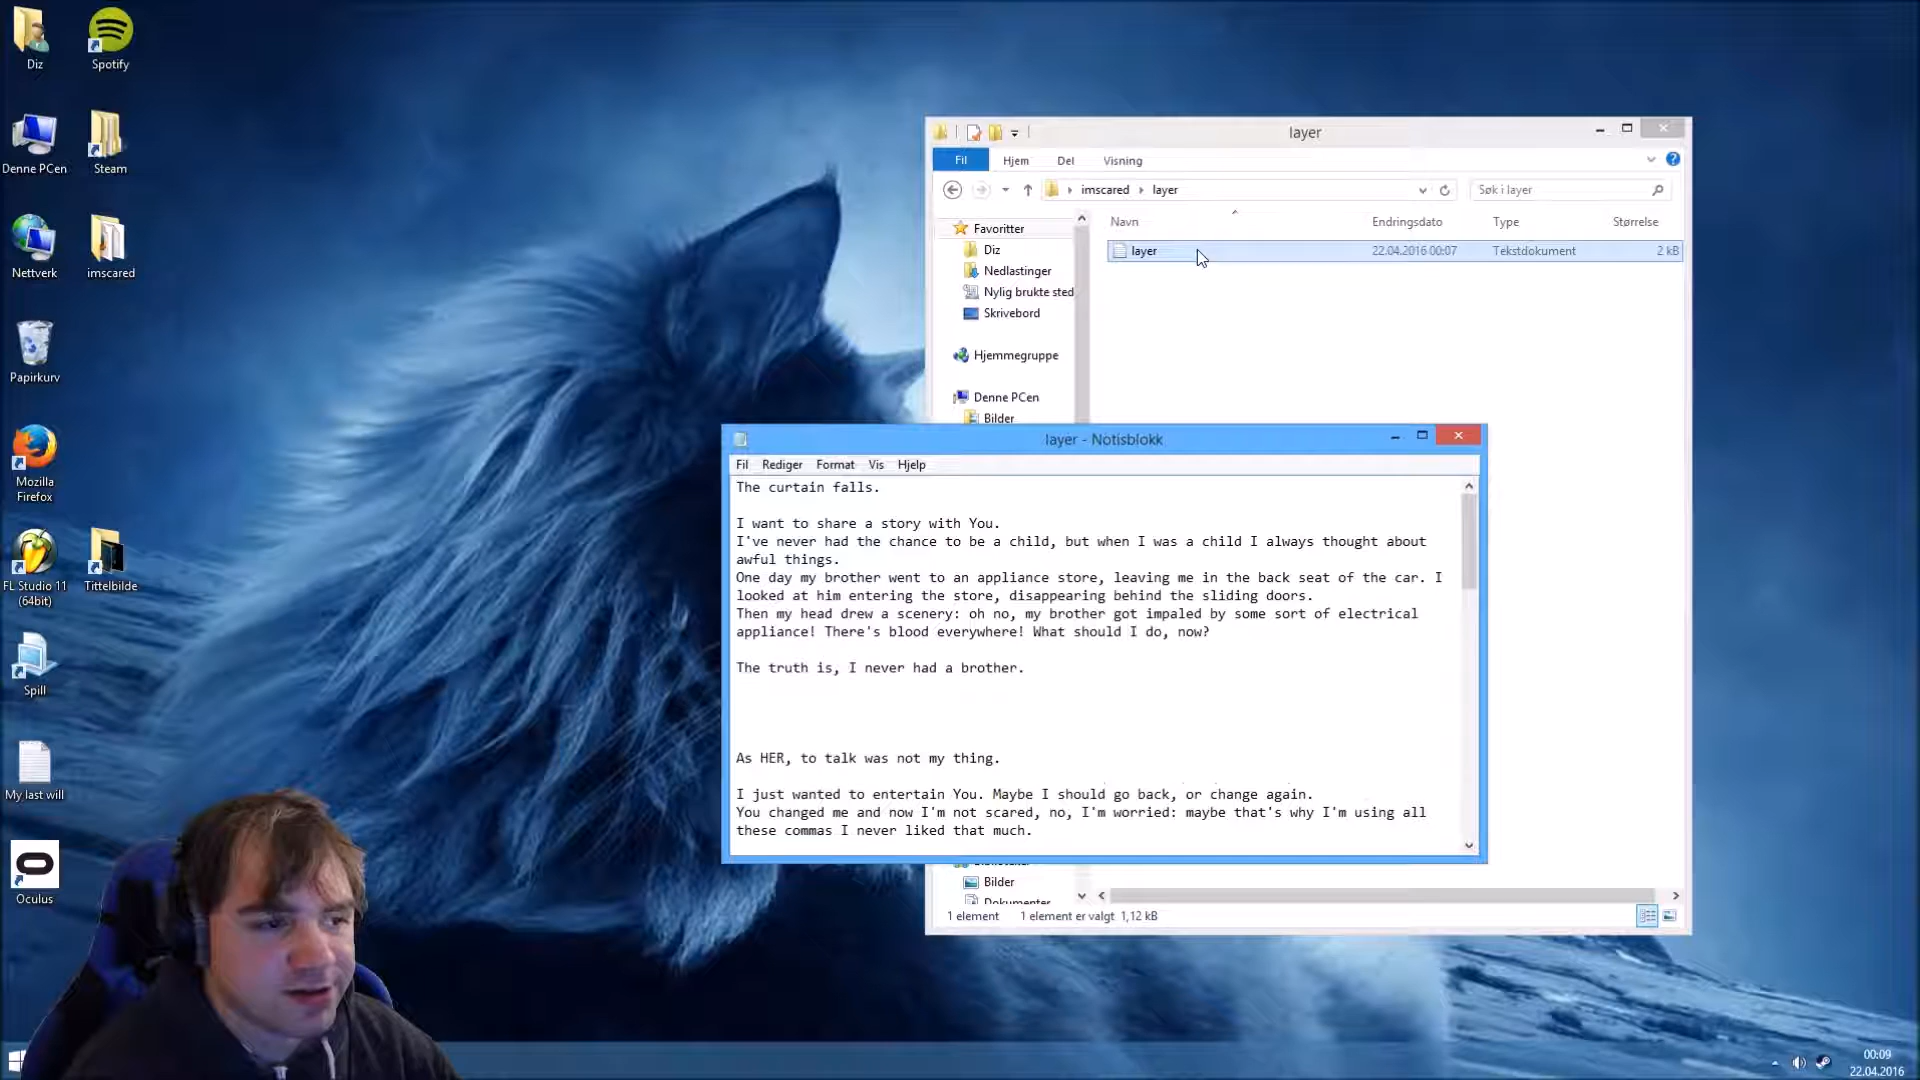 Diz
Spotify
Denne PCen
Steam
Nettverk
imscared
Papirkurv
Mozilla
Firefox
FL Studio 11
(64bit)
Tittelbilde
Spill
My last will
Oculus
layer
Fil
Hjem
Del
Visning
imscared
layer
Søk i layer
Navn
Endringsdato
Type
Størrelse
Favoritter
Diz
Nedlastinger
Nylig brukte sted
Skrivebord
Hjemmegruppe
Denne PCen
Bilder
layer
22.04.2016 00:07
Tekstdokument
2 kB
layer - Notisblokk
Fil
Rediger
Format
Vis
Hjelp
The curtain falls.
I want to share a story with You.
I've never had the chance to be a child, but when I was a child I always thought about
awful things.
One day my brother went to an appliance store, leaving me in the back seat of the car. I
looked at him entering the store, disappearing behind the sliding doors.
Then my head drew a scenery: oh no, my brother got impaled by some sort of electrical
appliance! There's blood everywhere! What should I do, now?
The truth is, I never had a brother.
As HER, to talk was not my thing.
I just wanted to entertain You. Maybe I should go back, or change again.
You changed me and now I'm not scared, no, I'm worried: maybe that's why I'm using all
these commas I never liked that much.
Bilder
Dokumenter
1 element
1 element er valgt 1,12 kB
00:09
22.04.2016